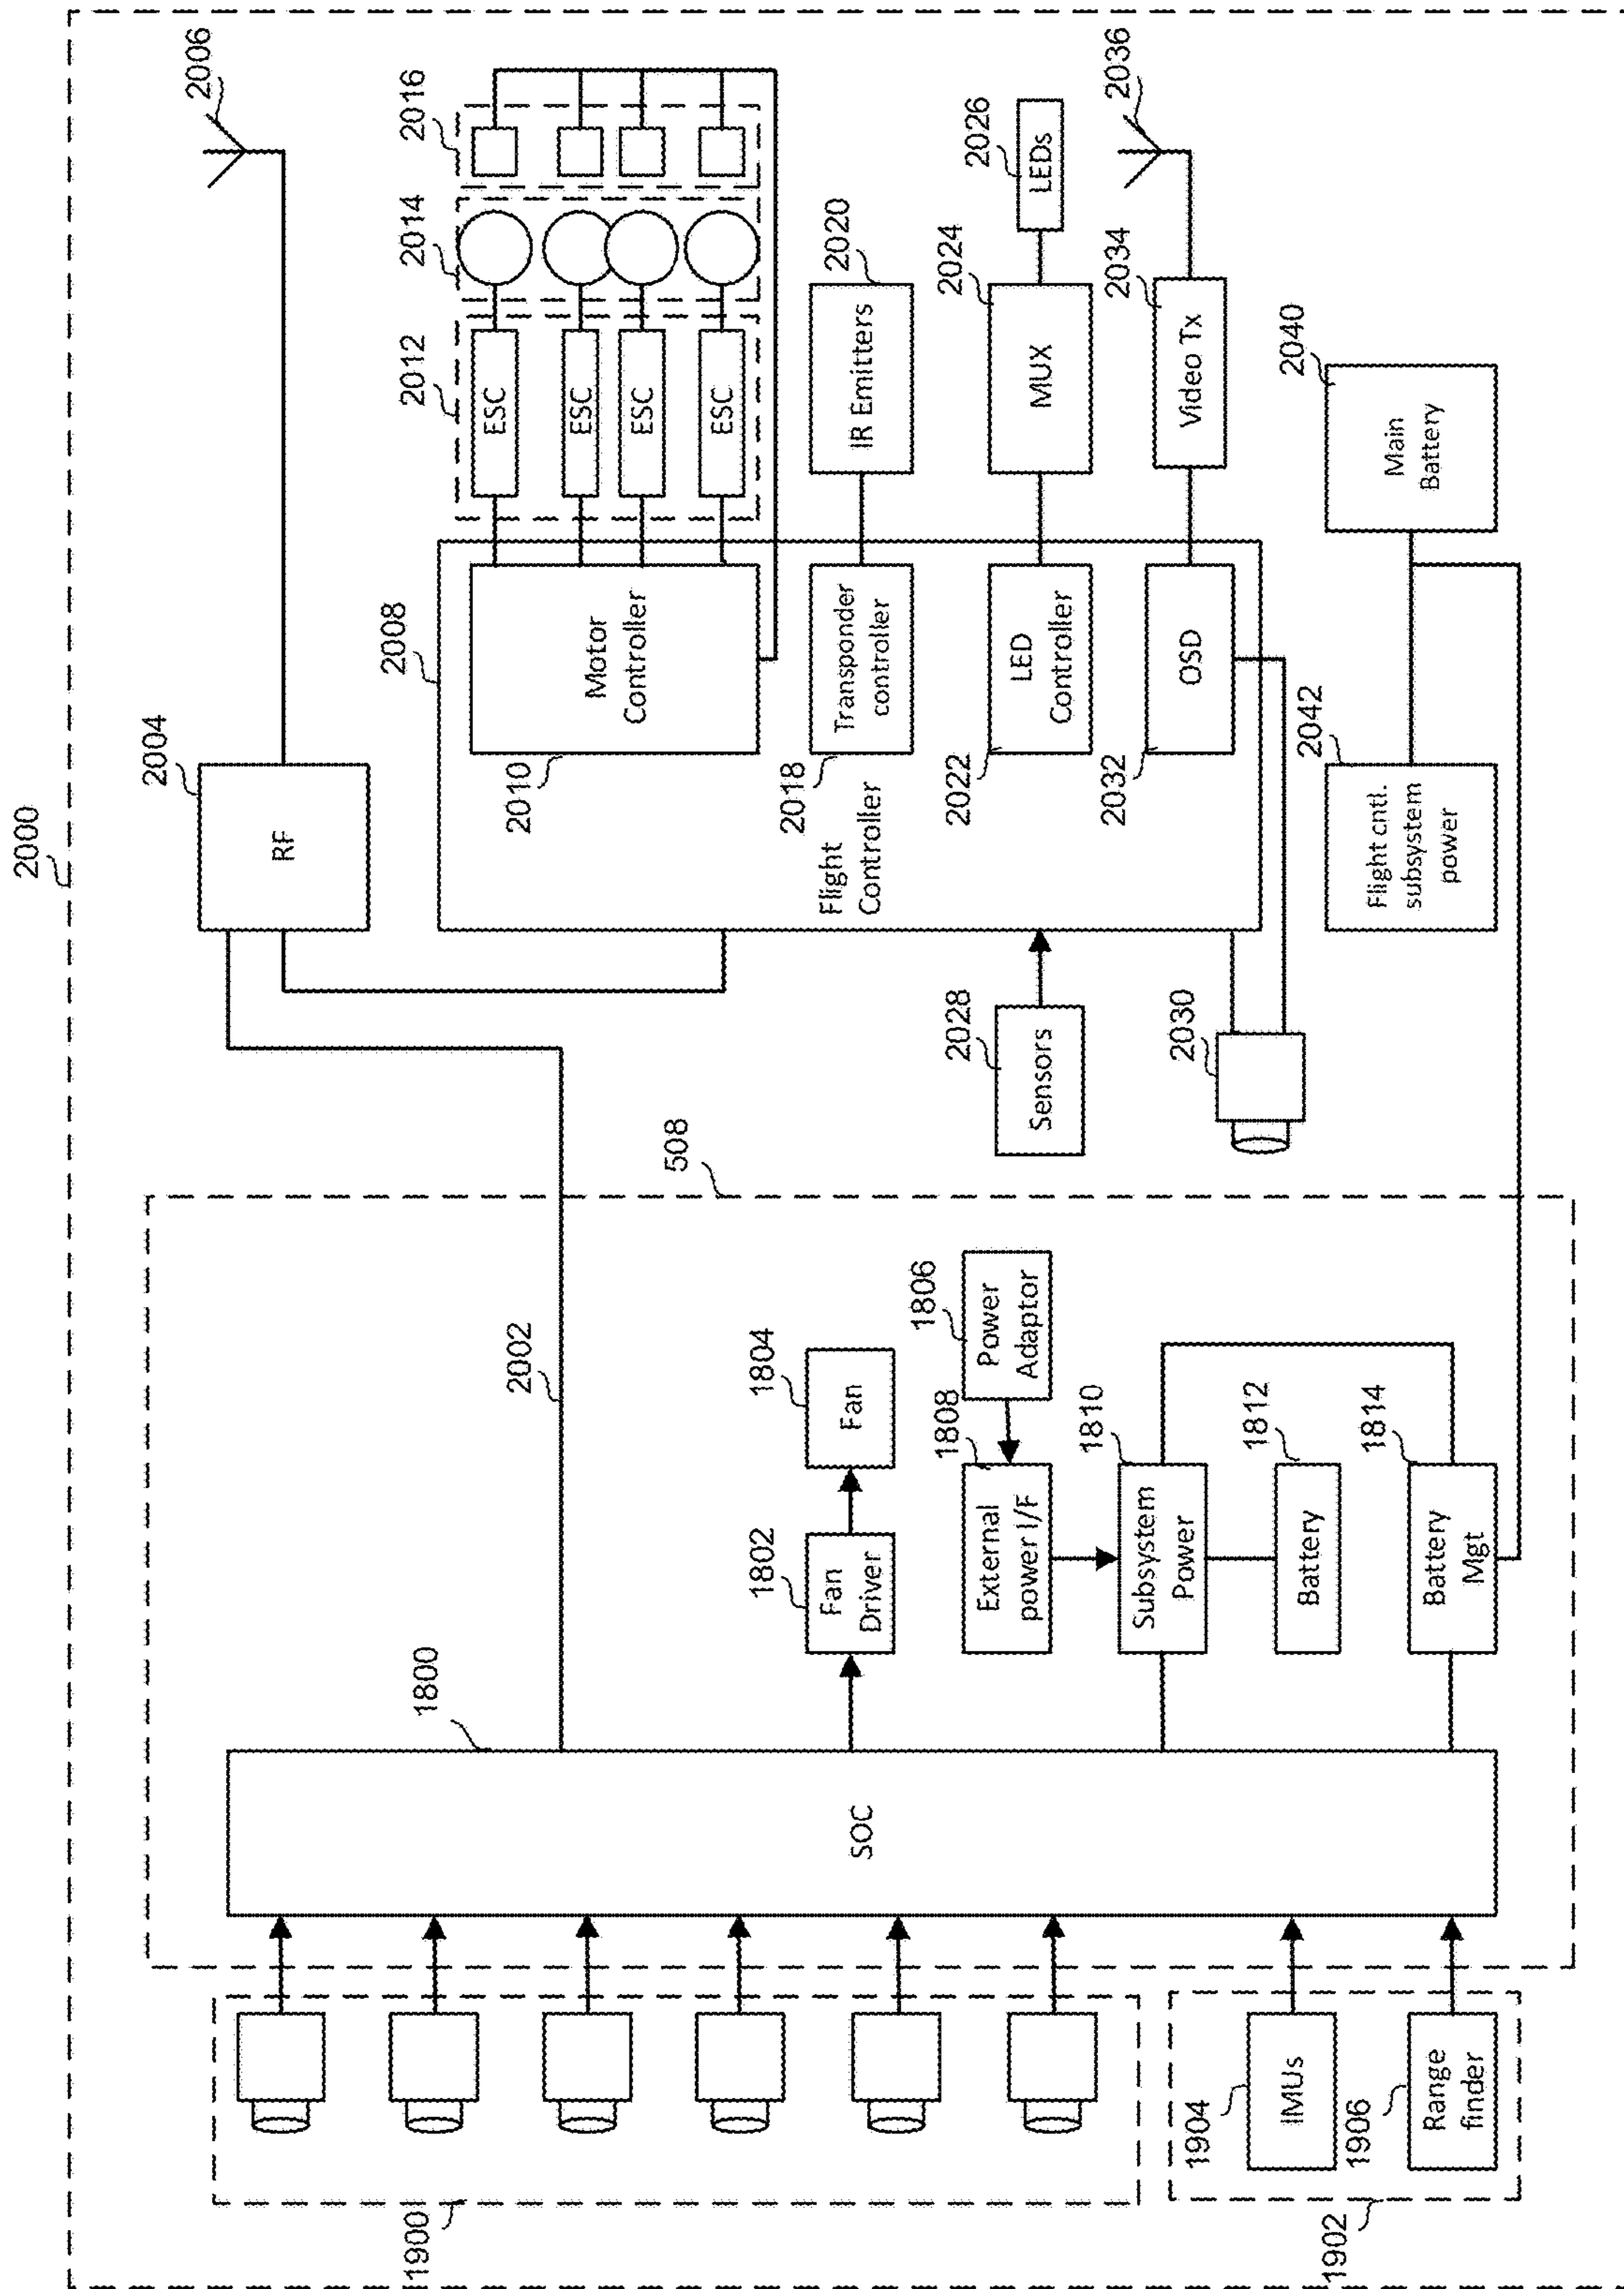 2000
2006
2004
RF
2008
2012
2014
2016
Motor
Controller
2010
ESC
ESC
ESC
ESC
Flight
Controller
Transponder
controller
2018
IR Emitters
2020
LED
Controller
2022
MUX
2024
LEDs
2026
OSD
2032
Video Tx
2034
2036
Sensors
2028
2030
Main
Battery
2040
Flight cntl.
subsystem
power
2042
508
2002
1800
SOC
Fan
Driver
1802
Fan
1804
Power
Adaptor
1806
External
power I/F
1808
Subsystem
Power
1810
Battery
1812
Battery
Mgt
1814
1900
1902
IMUs
1904
Range
finder
1906